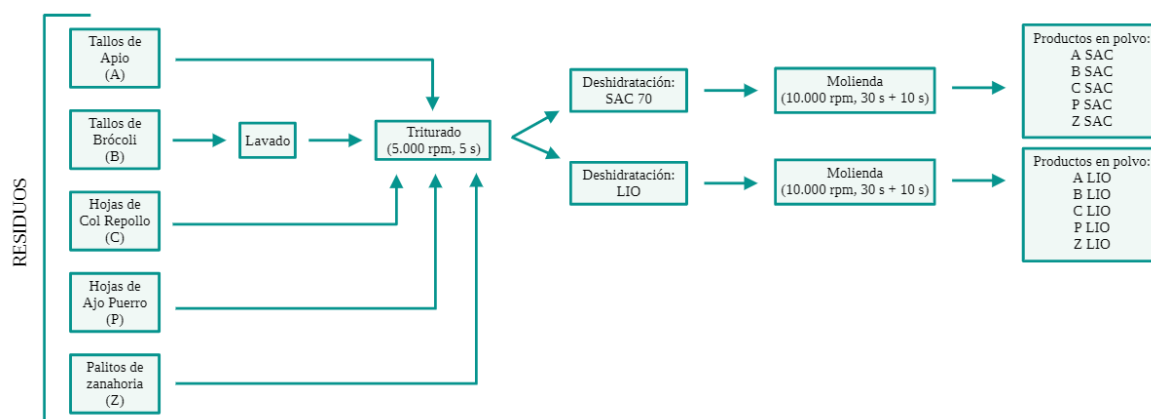 RESIDUOS
Tallos de
Apio
(A)
Tallos de
Brócoli
(B)
Hojas de
Col Repollo
(C)
Hojas de
Ajo Puerro
(P)
Palitos de
zanahoria
(Z)
Lavado
Triturado
(5.000 rpm, 5 s)
Deshidratación:
SAC 70
Deshidratación:
LIO
Molienda
(10.000 rpm, 30 s + 10 s)
Molienda
(10.000 rpm, 30 s + 10 s)
Productos en polvo:
A SAC
B SAC
C SAC
P SAC
Z SAC
Productos en polvo:
A LIO
B LIO
C LIO
P LIO
Z LIO